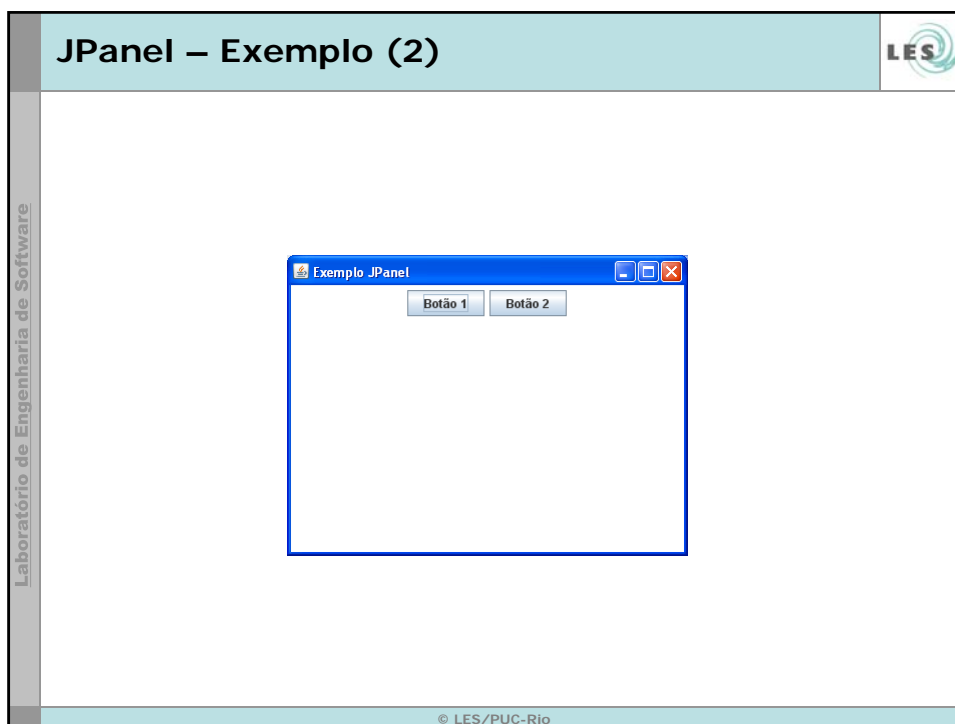 JPanel – Exemplo (2)
LES
Laboratório de Engenharia de Software
Exemplo JPanel
Botão 1
Botão 2
© LES/PUC-Rio